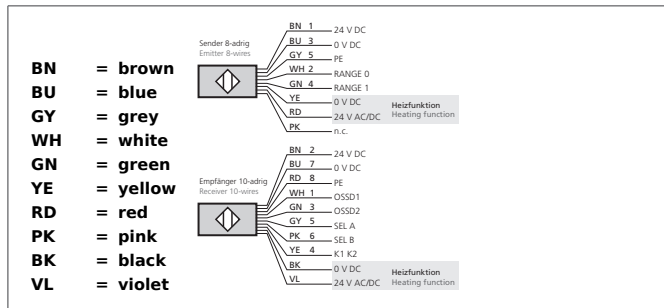 BN = brown
BU = blue
GY = grey
WH = white
GN = green
YE = yellow
RD = red
PK = pink
BK = black
VL = violet
Sender 8-adrig
Emitter 8-wires
BN 1 24 V DC
BU 3 0 V DC
GY 5 PE
WH 2 RANGE 0
GN 4 RANGE 1
YE 0 V DC
RD 24 V AC/DC
PK n.c.
Heizfunktion
Heating function
Empfänger 10-adrig
Receiver 10-wires
BN 2 24 V DC
BU 7 0 V DC
RD 8 PE
WH 1 OSSD1
GN 3 OSSD2
GY 5 SEL A
PK 6 SEL B
YE 4 K1 K2
BK 0 V DC
VL 24 V AC/DC
Heizfunktion
Heating function